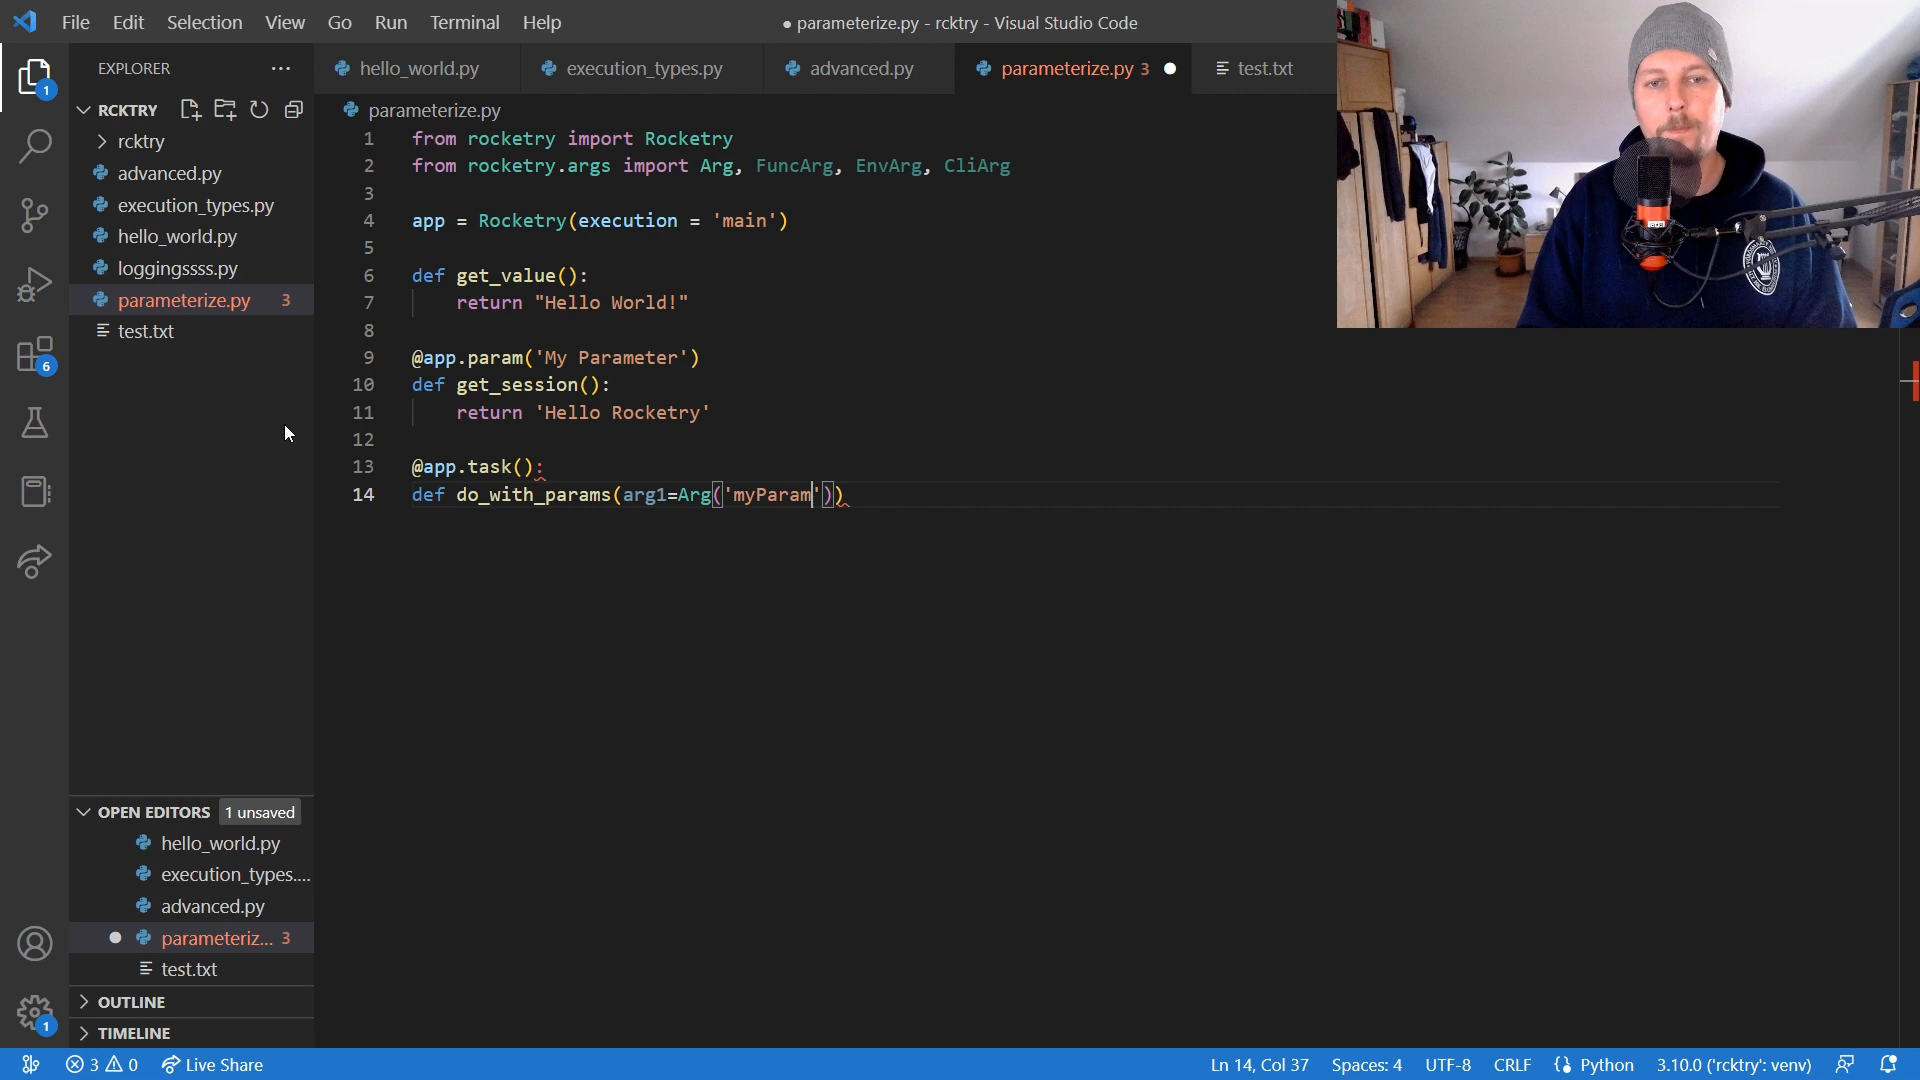 File Edit Selection View Go Run Terminal Help
● parameterize.py - rcktry - Visual Studio Code
EXPLORER ...
hello_world.py
execution_types.py
advanced.py
parameterize.py 3 ●
test.txt
RCKTRY
rcktry
advanced.py
execution_types.py
hello_world.py
loggingssss.py
parameterize.py 3
test.txt
1
6
parameterize.py
1 from rocketry import Rocketry
2 from rocketry.args import Arg, FuncArg, EnvArg, CliArg
3
4 app = Rocketry(execution = 'main')
5
6 def get_value():
7 return "Hello World!"
8
9 @app.param('My Parameter')
10 def get_session():
11 return 'Hello Rocketry'
12
13 @app.task():
14 def do_with_params(arg1=Arg('myParam'))
OPEN EDITORS 1 unsaved
hello_world.py
execution_types....
advanced.py
● parameteriz... 3
test.txt
OUTLINE
TIMELINE
1
3 0 Live Share
Ln 14, Col 37 Spaces: 4 UTF-8 CRLF Python 3.10.0 ('rcktry': venv)